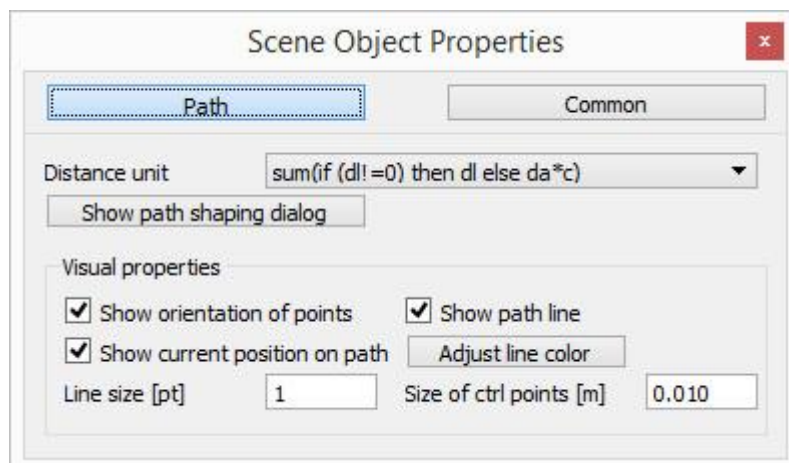 Scene Object Properties
x
Path
Common
Distance unit
sum(if (dl!=0) then dl else da*c)
Show path shaping dialog
Visual properties
Show orientation of points
Show path line
Show current position on path
Adjust line color
Line size [pt]
1
Size of ctrl points [m]
0.010